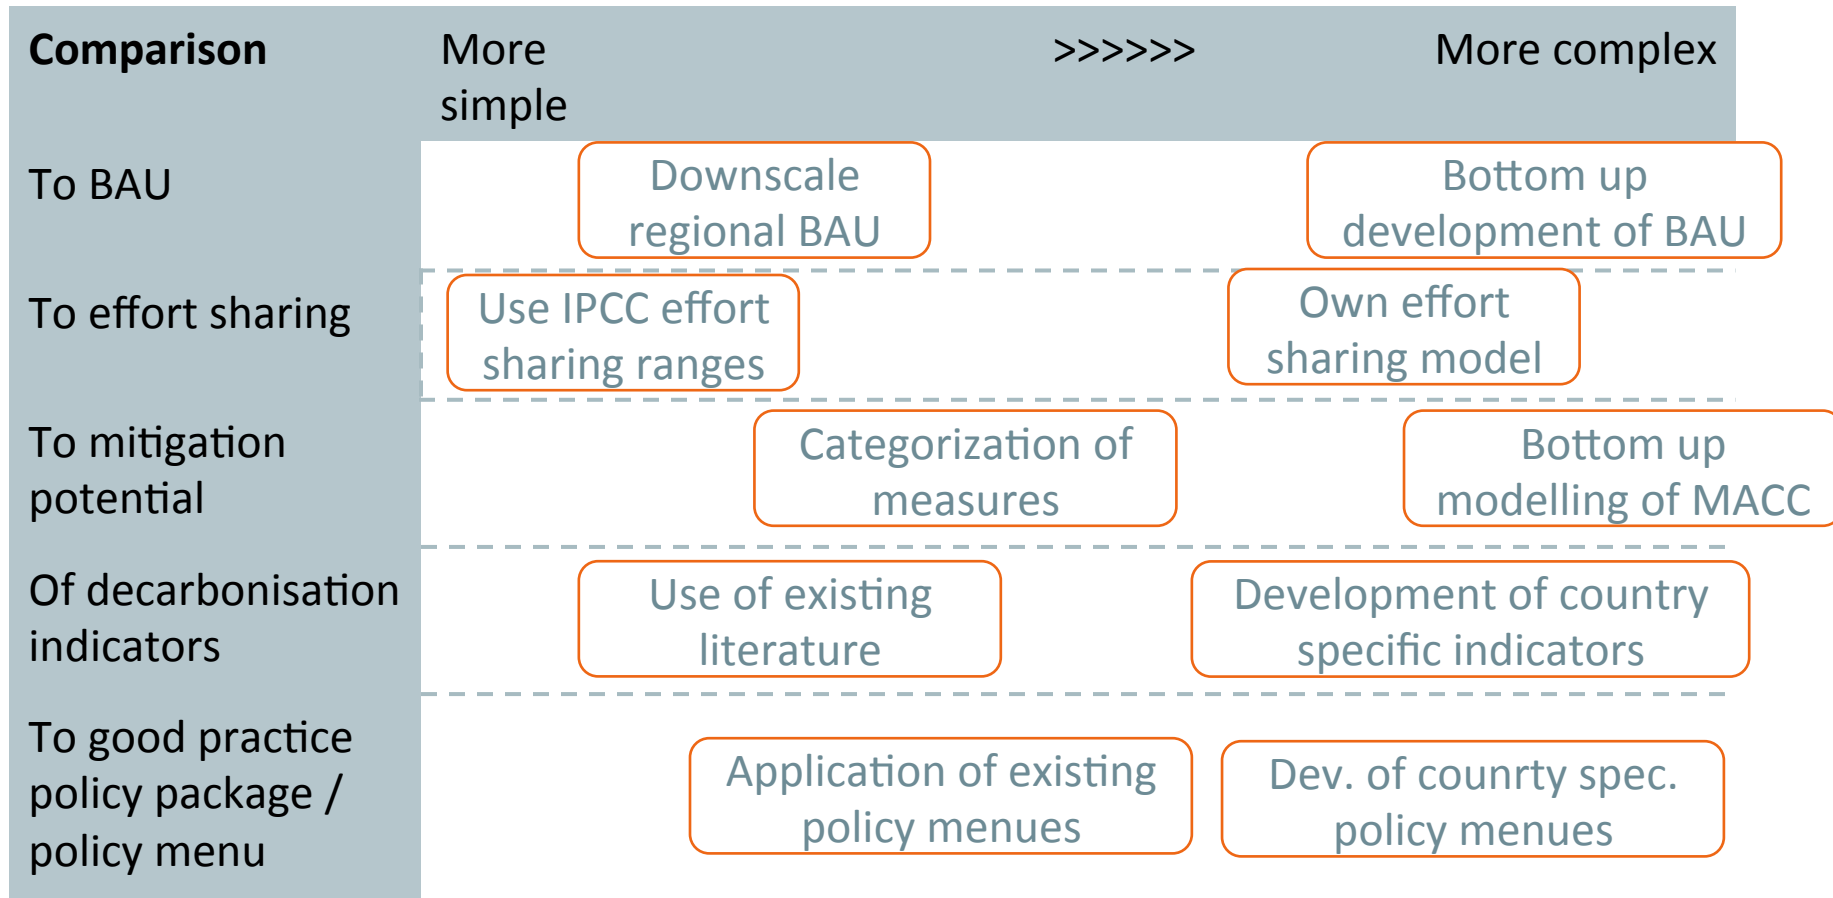 Comparison
More
simple
>>>>>>
More complex
To BAU
Downscale
regional BAU
Bottom up
development of BAU
To effort sharing
Use IPCC effort
sharing ranges
Own effort
sharing model
To mitigation
potential
Categorization of
measures
Bottom up
modelling of MACC
Of decarbonisation
indicators
Use of existing
literature
Development of country
specific indicators
To good practice
policy package /
policy menu
Application of existing
policy menues
Dev. of counrty spec.
policy menues